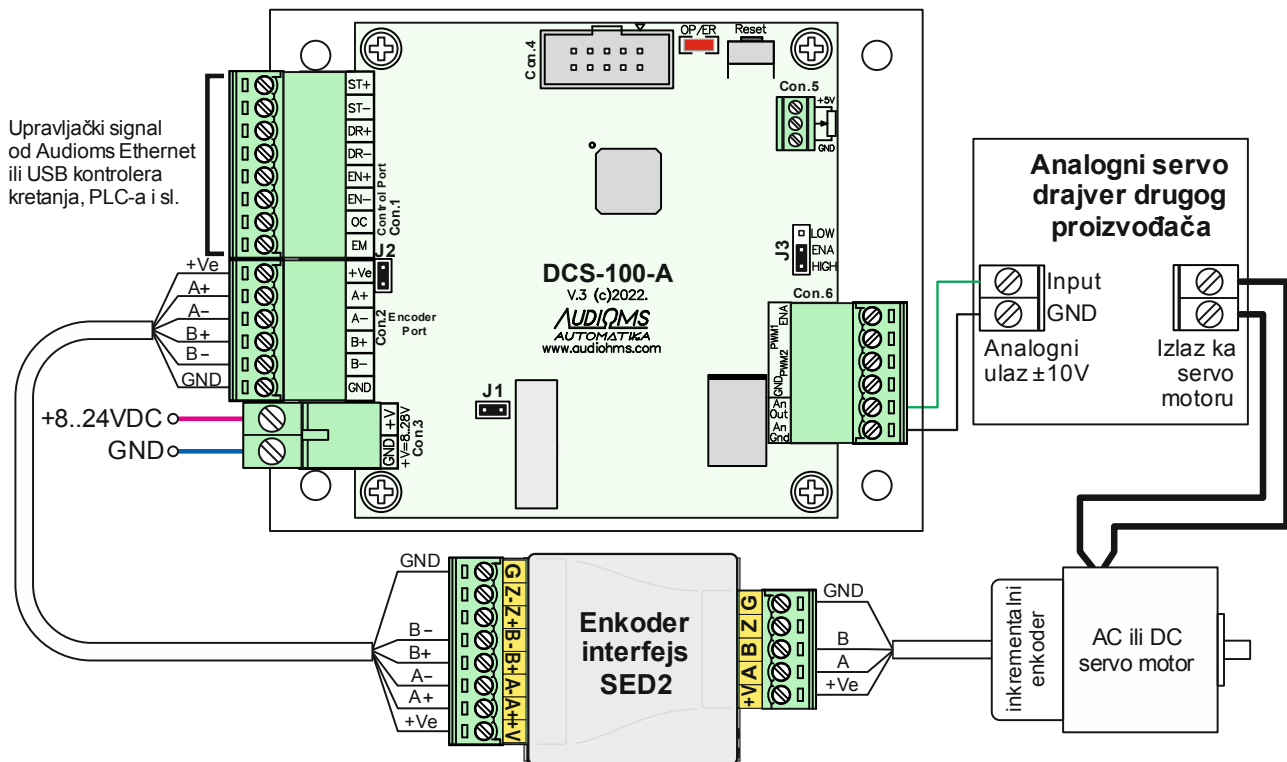 Con.4
OP/ER
Reset
Con.5
+5V
GND
Upravljački signal
od Audioms Ethernet
ili USB kontrolera
kretanja, PLC-a i sl.
ST+
ST-
DR+
DR-
EN+
EN-
OC
EM
Control Port
Con.1
J2
+Ve
A+
A-
B+
B-
GND
+Ve
A+
A-
B+
B-
GND
Con.2
Encoder
Port
+8..24VDC
GND
+V
GND
+V=8..28V
Con.3
J1
DCS-100-A
V.3 (c)2022.
AUDIOMS
AUTOMATIKA
www.audiohms.com
J3
LOW
ENA
HIGH
Con.6
ENA
PWM1
PWM2
GND
An
Out
An
Gnd
Analogni servo
drajver drugog
proizvođača
Input
GND
Analogni
ulaz ±10V
Izlaz ka
servo
motoru
GND
B-
B+
A-
A+
+Ve
G
Z-
Z+
B-
B+
A-
A+
+V
Enkoder
interfejs
SED2
G
Z
B
A
+V
GND
B
A
+Ve
inkrementalni
enkoder
AC ili DC
servo motor